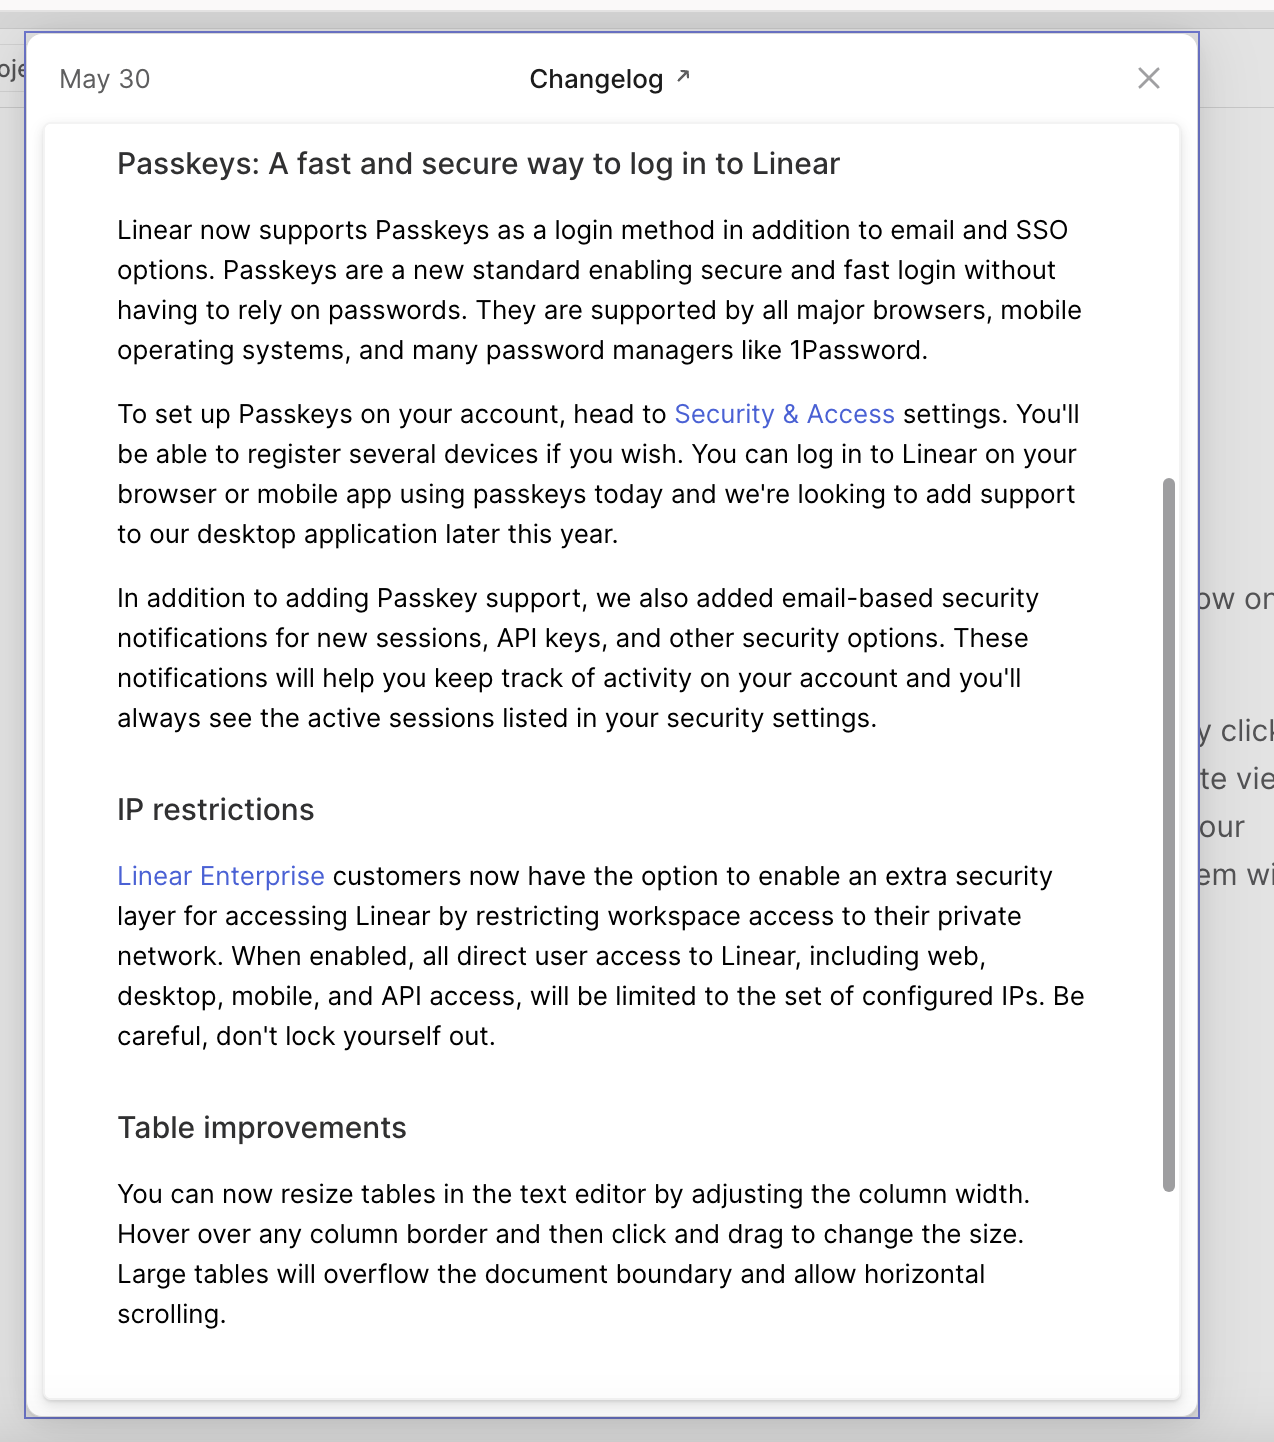 oje
May 30
Changelog ↗
Passkeys: A fast and secure way to log in to Linear
Linear now supports Passkeys as a login method in addition to email and SSO
options. Passkeys are a new standard enabling secure and fast login without
having to rely on passwords. They are supported by all major browsers, mobile
operating systems, and many password managers like 1Password.
To set up Passkeys on your account, head to Security & Access settings. You'll
be able to register several devices if you wish. You can log in to Linear on your
browser or mobile app using passkeys today and we're looking to add support
to our desktop application later this year.
In addition to adding Passkey support, we also added email-based security
notifications for new sessions, API keys, and other security options. These
notifications will help you keep track of activity on your account and you'll
always see the active sessions listed in your security settings.
IP restrictions
Linear Enterprise customers now have the option to enable an extra security
layer for accessing Linear by restricting workspace access to their private
network. When enabled, all direct user access to Linear, including web,
desktop, mobile, and API access, will be limited to the set of configured IPs. Be
careful, don't lock yourself out.
Table improvements
You can now resize tables in the text editor by adjusting the column width.
Hover over any column border and then click and drag to change the size.
Large tables will overflow the document boundary and allow horizontal
scrolling.
ow on
y click
te vie
our
em wi